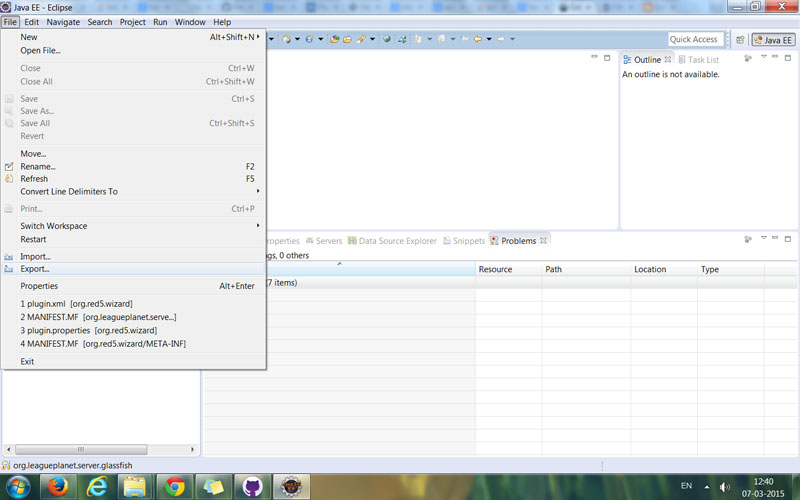 Java EE - Eclipse
File Edit Navigate Search Project Run Window Help
New Alt+Shift+N
Open File...
Close Ctrl+W
Close All Ctrl+Shift+W
Save Ctrl+S
Save As...
Save All Ctrl+Shift+S
Revert
Move...
Rename... F2
Refresh F5
Convert Line Delimiters To
Print... Ctrl+P
Switch Workspace
Restart
Import...
Export...
Properties Alt+Enter
1 plugin.xml [org.red5.wizard]
2 MANIFEST.MF [org.leagueplanet.serve...]
3 plugin.properties [org.red5.wizard]
4 MANIFEST.MF [org.red5.wizard/META-INF]
Exit
Quick Access
Java EE
Outline Task List
An outline is not available.
roperties Servers Data Source Explorer Snippets Problems
ngs, 0 others
Resource Path Location Type
(7 items)
org.leagueplanet.server.glassfish
EN
12:40
07-03-2015